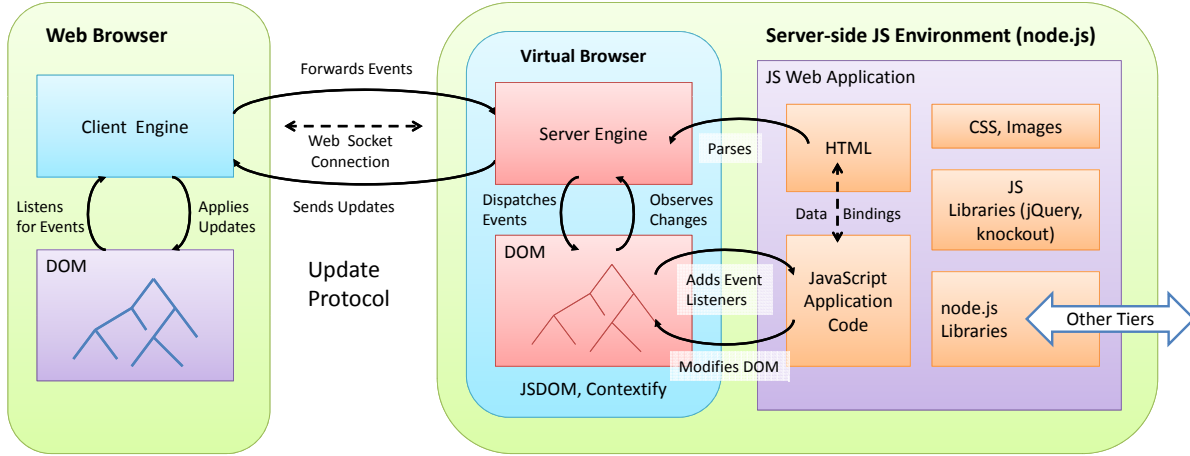 Web Browser
Client Engine
Listens
for Events
Applies
Updates
DOM
Forwards Events
Web Socket
Connection
Sends Updates
Update
Protocol
Server-side JS Environment (node.js)
Virtual Browser
Server Engine
Dispatches
Events
Observes
Changes
DOM
JSDOM, Contextify
Parses
Adds Event
Listeners
Modifies DOM
JS Web Application
HTML
Data Bindings
JavaScript
Application
Code
CSS, Images
JS
Libraries (jQuery,
knockout)
node.js
Libraries
Other Tiers